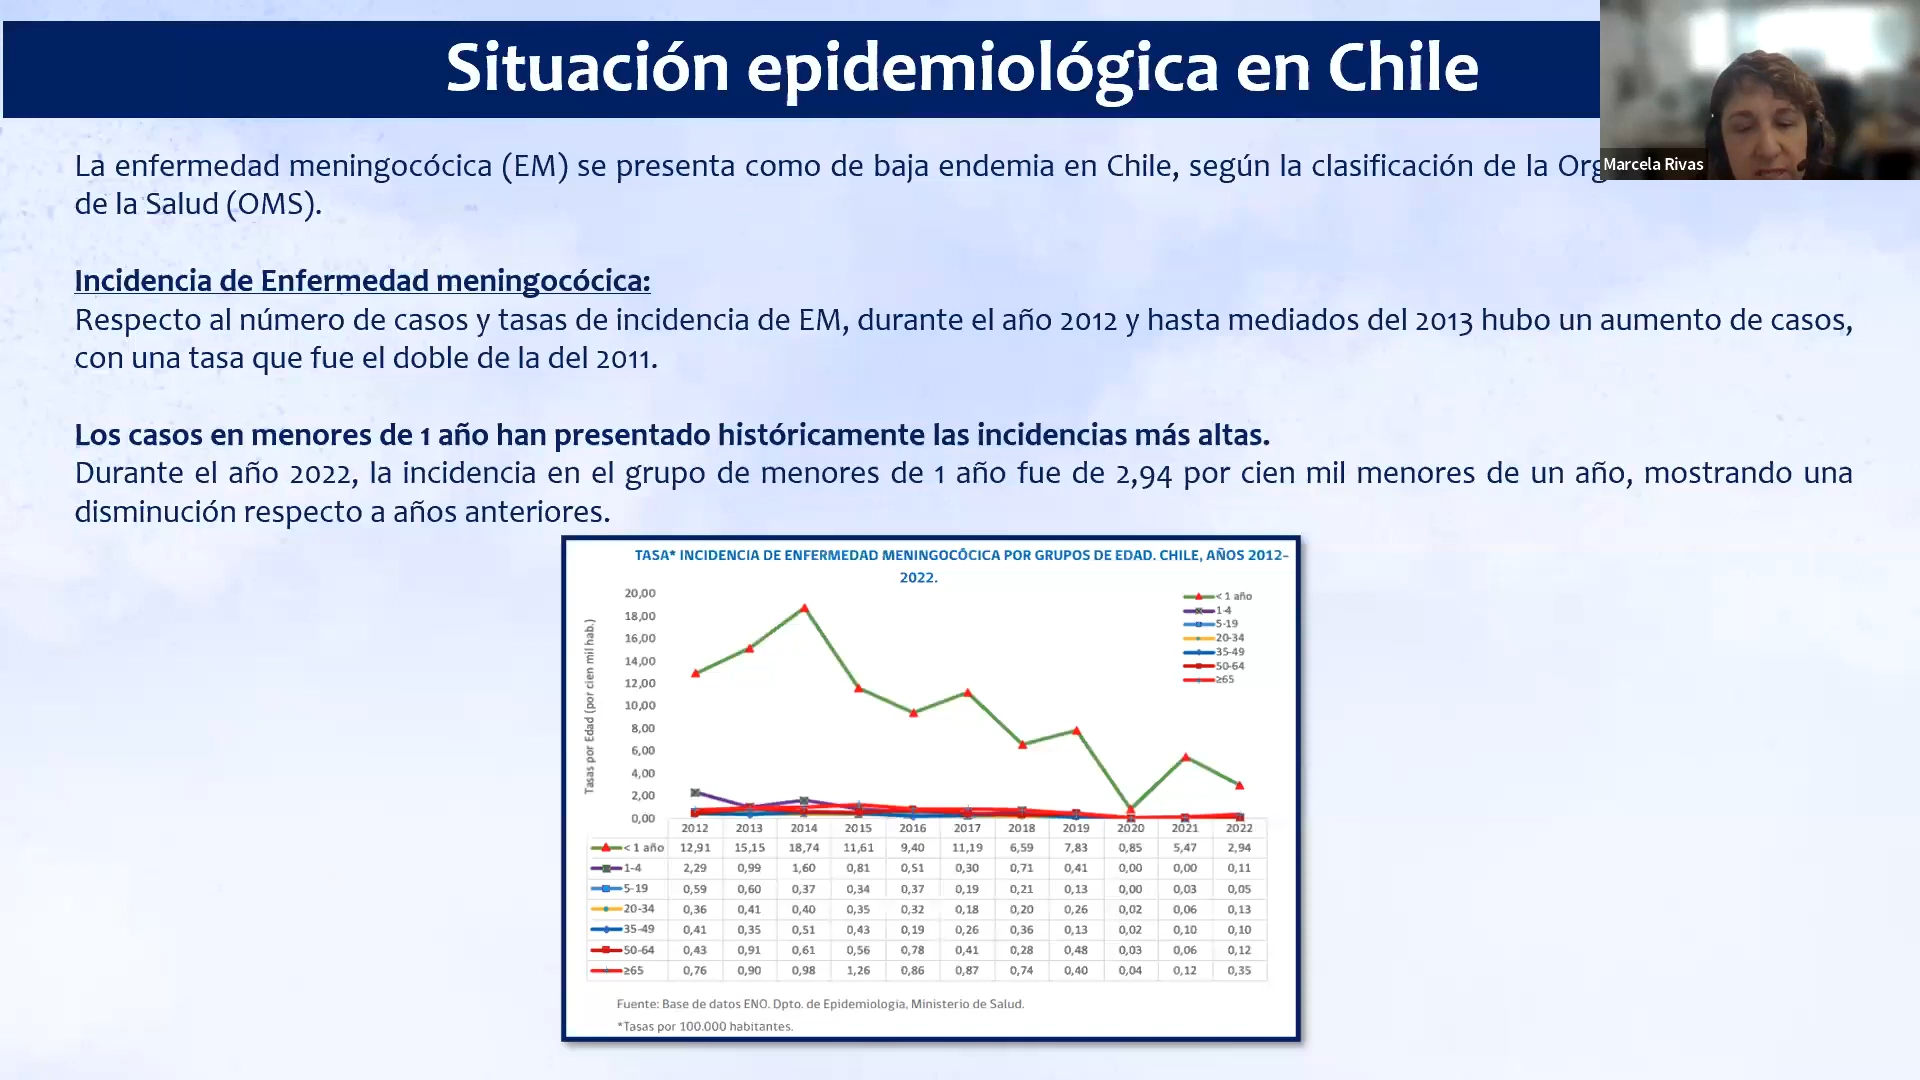 Situación epidemiológica en Chile
Marcela Rivas
La enfermedad meningocócica (EM) se presenta como de baja endemia en Chile, según la clasificación de la
de la Salud (OMS).
Incidencia de Enfermedad meningocócica:
Respecto al número de casos y tasas de incidencia de EM, durante el año 2012 y hasta mediados del 2013 hubo un aumento de casos,
con una tasa que fue el doble de la del 2011.
Los casos en menores de 1 año han presentado históricamente las incidencias más altas.
Durante el año 2022, la incidencia en el grupo de menores de 1 año fue de 2,94 por cien mil menores de un año, mostrando una
disminución respecto a años anteriores.
TASA* INCIDENCIA DE ENFERMEDAD MENINGOCÓCICA POR GRUPOS DE EDAD. CHILE, AÑOS 2012-
2022.
Tasas por Edad (por cien mil hab.)
20,00
18,00
16,00
14,00
12,00
10,00
8,00
6,00
4,00
2,00
0,00
< 1 año
1-4
5-19
20-34
35-49
50-64
≥65
2012 2013 2014 2015 2016 2017 2018 2019 2020 2021 2022
< 1 año 12,91 15,15 18,74 11,61 9,40 11,19 6,59 7,83 0,85 5,47 2,94
1-4 2,29 0,99 1,60 0,81 0,51 0,30 0,71 0,41 0,00 0,00 0,11
5-19 0,59 0,60 0,37 0,34 0,37 0,19 0,21 0,13 0,00 0,03 0,05
20-34 0,36 0,41 0,40 0,35 0,32 0,18 0,20 0,26 0,02 0,06 0,13
35-49 0,41 0,35 0,51 0,43 0,19 0,26 0,36 0,13 0,02 0,10 0,10
50-64 0,43 0,91 0,61 0,56 0,78 0,41 0,28 0,48 0,03 0,06 0,12
≥65 0,76 0,90 0,98 1,26 0,86 0,87 0,74 0,40 0,04 0,12 0,35
Fuente: Base de datos ENO. Dpto. de Epidemiologia, Ministerio de Salud.
*Tasas por 100.000 habitantes.